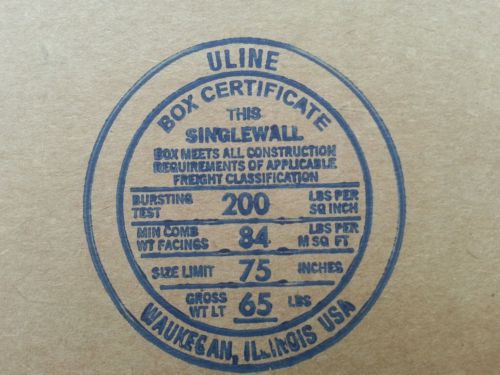 ULINE
BOX CERTIFICATE
THIS
SINGLEWALL
BOX MEETS ALL CONSTRUCTION
REQUIREMENTS OF APPLICABLE
FREIGHT CLASSIFICATION
BURSTING TEST 200 LBS PER SQ INCH
MIN COMB WT FACINGS 84 LBS PER M SQ FT
SIZE LIMIT 75 INCHES
GROSS WT LT 65 LBS
WAUKEGAN, ILLINOIS USA